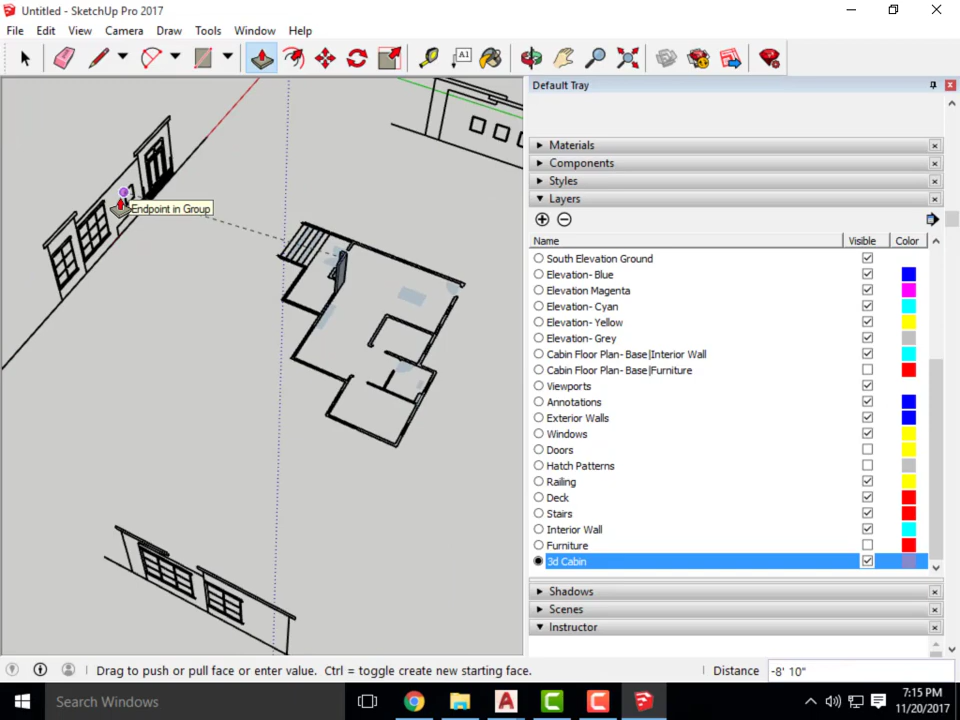 Untitled - SketchUp Pro 2017
File Edit View Camera Draw Tools Window Help
A1
Default Tray
Materials
Components
Styles
Layers
Name Visible Color
South Elevation Ground
Elevation- Blue
Elevation Magenta
Elevation- Cyan
Elevation- Yellow
Elevation- Grey
Cabin Floor Plan- Base|Interior Wall
Cabin Floor Plan- Base|Furniture
Viewports
Annotations
Exterior Walls
Windows
Doors
Hatch Patterns
Railing
Deck
Stairs
Interior Wall
Furniture
3d Cabin
Endpoint in Group
Shadows
Scenes
Instructor
Drag to push or pull face or enter value. Ctrl = toggle create new starting face. Distance -8' 10"
Search Windows
7:15 PM
11/20/2017